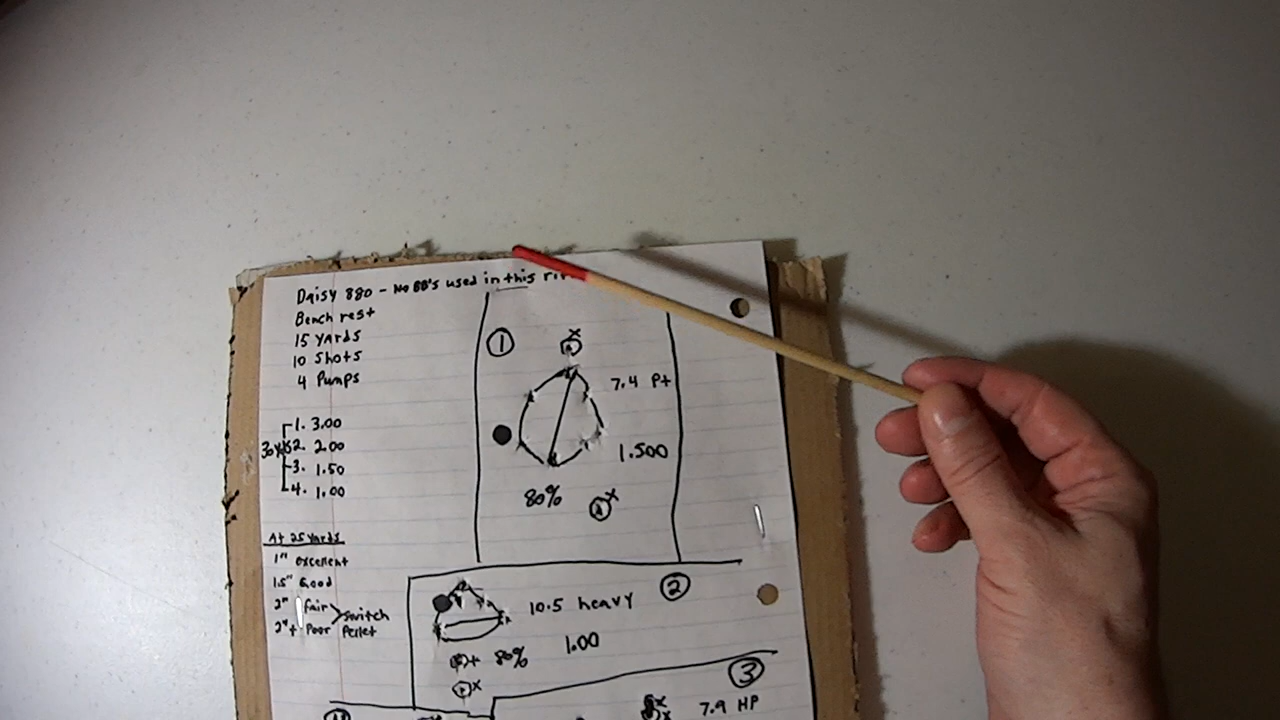 Daisy 880 - No BB's used in this
Bench rest
15 Yards
10 Shots
4 Pumps
1. 3.00
30 yds 2. 2.00
3. 1.50
4. 1.00
At 25 Yards
1" excellent
1.5" Good
2" fair
2"+ Poor
Switch
Pellet
1
X
7.4 Pt
1.500
80%
X
2
10.5 heavy
1.00
80%
X
3
7.9 HP